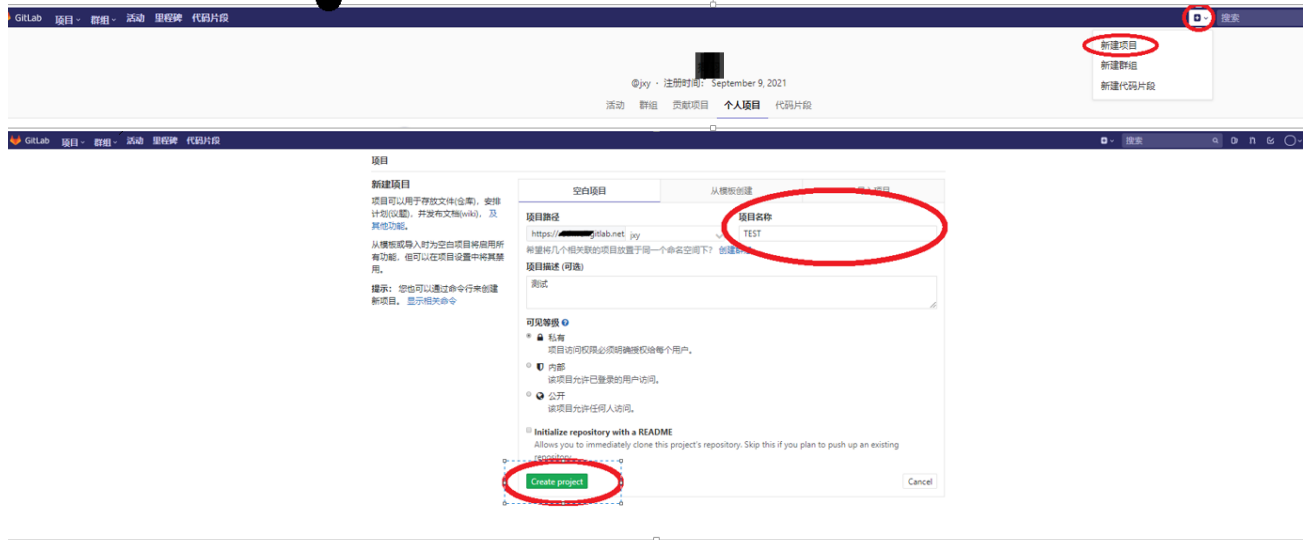 GitLab 项目 群组 活动 里程碑 代码片段 搜索
新建项目
新建群组
新建代码片段
@jxy · 注册时间: September 9, 2021
活动 群组 贡献项目 个人项目 代码片段
GitLab 项目 群组 活动 里程碑 代码片段 搜索
项目
新建项目
项目可以用于存放文件(仓库)，安排
计划(议题)，并发布文档(wiki)， 及
其他功能。
从模板或导入时为空白项目将启用所
有功能，但可以在项目设置中将其禁
用。
提示： 您也可以通过命令行来创建
新项目。 显示相关命令
空白项目 从模板创建 项目
项目路径 项目名称
https:// gitlab.net jxy TEST
希望将几个相关联的项目放置于同一个命名空间下？ 创建
项目描述 (可选)
测试
可见等级
私有
项目访问权限必须明确授权给每个用户。
内部
该项目允许已登录的用户访问。
公开
该项目允许任何人访问。
Initialize repository with a README
Allows you to immediately clone this project's repository. Skip this if you plan to push up an existing
repository.
Create project Cancel